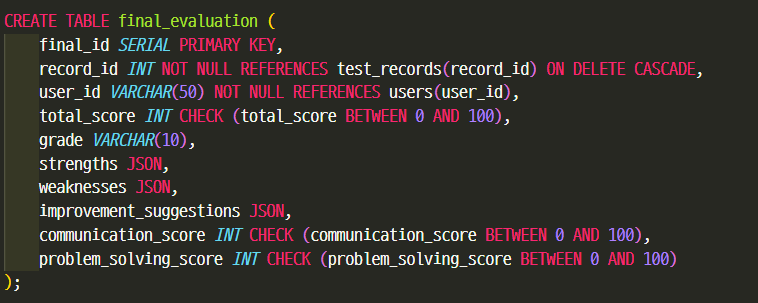 CREATE TABLE final_evaluation (
    final_id SERIAL PRIMARY KEY,
    record_id INT NOT NULL REFERENCES test_records(record_id) ON DELETE CASCADE,
    user_id VARCHAR(50) NOT NULL REFERENCES users(user_id),
    total_score INT CHECK (total_score BETWEEN 0 AND 100),
    grade VARCHAR(10),
    strengths JSON,
    weaknesses JSON,
    improvement_suggestions JSON,
    communication_score INT CHECK (communication_score BETWEEN 0 AND 100),
    problem_solving_score INT CHECK (problem_solving_score BETWEEN 0 AND 100)
);